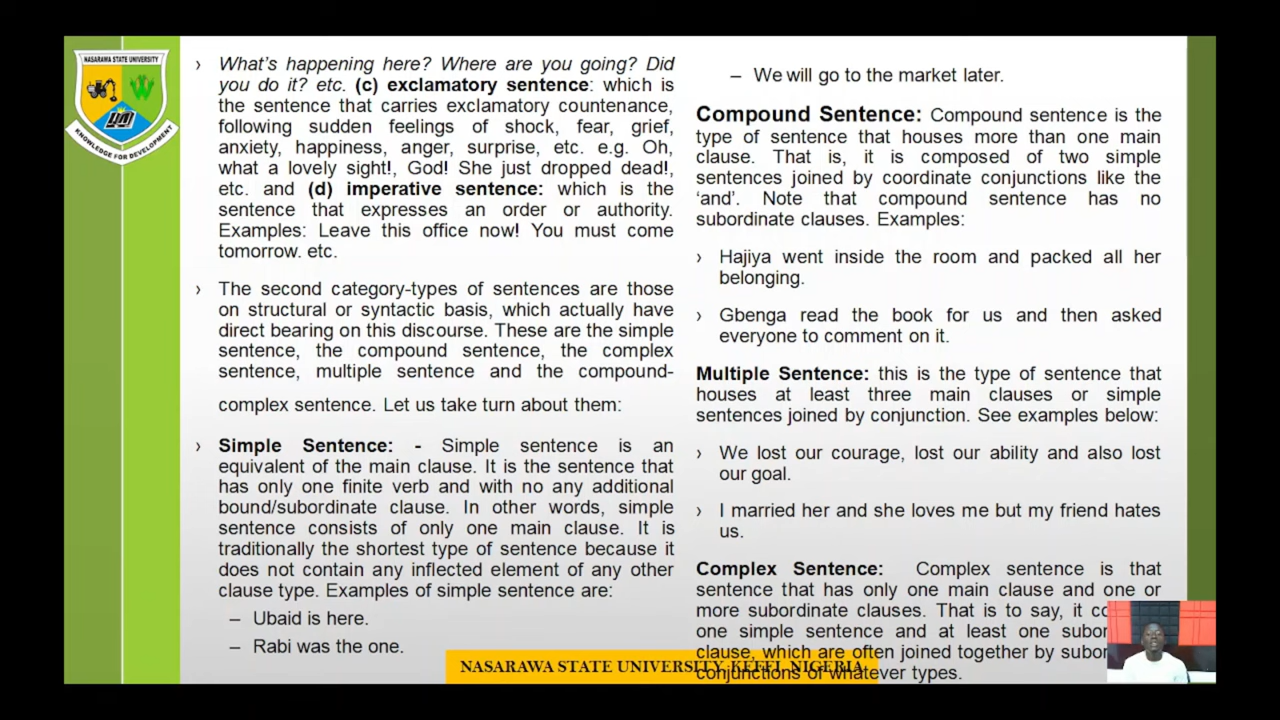 NASARAWA STATE UNIVERSITY
KNOWLEDGE FOR DEVELOPMENT
› What's happening here? Where are you going? Did
you do it? etc. (c) exclamatory sentence: which is
the sentence that carries exclamatory countenance,
following sudden feelings of shock, fear, grief,
anxiety, happiness, anger, surprise, etc. e.g. Oh,
what a lovely sight!, God! She just dropped dead!,
etc. and (d) imperative sentence: which is the
sentence that expresses an order or authority.
Examples: Leave this office now! You must come
tomorrow. etc.
› The second category-types of sentences are those
on structural or syntactic basis, which actually have
direct bearing on this discourse. These are the simple
sentence, the compound sentence, the complex
sentence, multiple sentence and the compound-
complex sentence. Let us take turn about them:
› Simple Sentence: - Simple sentence is an
equivalent of the main clause. It is the sentence that
has only one finite verb and with no any additional
bound/subordinate clause. In other words, simple
sentence consists of only one main clause. It is
traditionally the shortest type of sentence because it
does not contain any inflected element of any other
clause type. Examples of simple sentence are:
– Ubaid is here.
– Rabi was the one.
– We will go to the market later.
Compound Sentence: Compound sentence is the
type of sentence that houses more than one main
clause. That is, it is composed of two simple
sentences joined by coordinate conjunctions like the
‘and’. Note that compound sentence has no
subordinate clauses. Examples:
› Hajiya went inside the room and packed all her
belonging.
› Gbenga read the book for us and then asked
everyone to comment on it.
Multiple Sentence: this is the type of sentence that
houses at least three main clauses or simple
sentences joined by conjunction. See examples below:
› We lost our courage, lost our ability and also lost
our goal.
› I married her and she loves me but my friend hates
us.
Complex Sentence: Complex sentence is that
sentence that has only one main clause and one or
more subordinate clauses. That is to say, it
one simple sentence and at least one
clause, which are often joined together by
conjunctions of whatever types.
NASARAWA STATE UNIVERSITY, KEFFI, NIGERIA